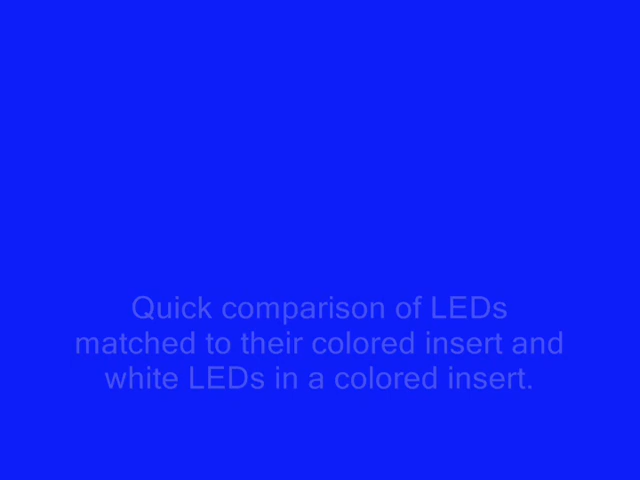 Quick comparison of LEDs
matched to their colored insert and
white LEDs in a colored insert.